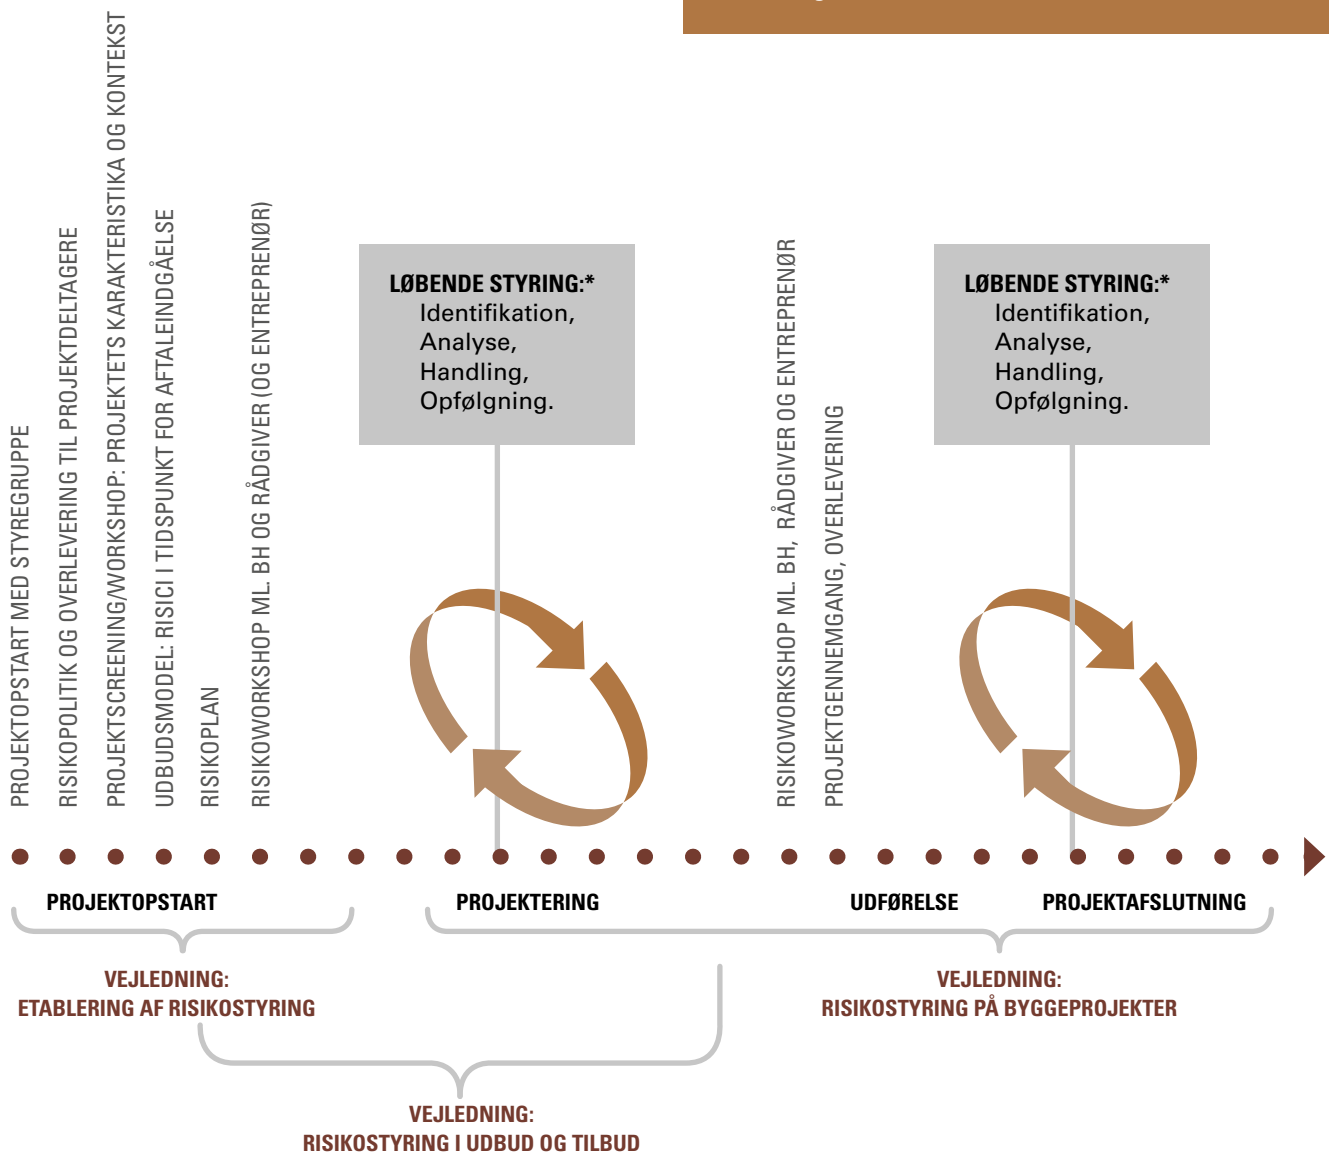 PROJEKTOPSTART MED STYREGRUPPE
RISIKOPOLITIK OG OVERLEVERING TIL PROJEKTDELTAGERE
PROJEKTSCREENING/WORKSHOP: PROJEKTETS KARAKTERISTIKA OG KONTEKST
UDBUDSMODEL: RISICI I TIDSPUNKT FOR AFTALEINDGÅELSE
RISIKOPLAN
RISIKOWORKSHOP ML. BH OG RÅDGIVER (OG ENTREPRENØR)
LØBENDE STYRING:*
Identifikation,
Analyse,
Handling,
Opfølgning.
RISIKOWORKSHOP ML. BH, RÅDGIVER OG ENTREPRENØR
PROJEKTGENNEMGANG, OVERLEVERING
LØBENDE STYRING:*
Identifikation,
Analyse,
Handling,
Opfølgning.
PROJEKTOPSTART
PROJEKTERING
UDFØRELSE
PROJEKTAFSLUTNING
VEJLEDNING:
ETABLERING AF RISIKOSTYRING
VEJLEDNING:
RISIKOSTYRING PÅ BYGGEPROJEKTER
VEJLEDNING:
RISIKOSTYRING I UDBUD OG TILBUD